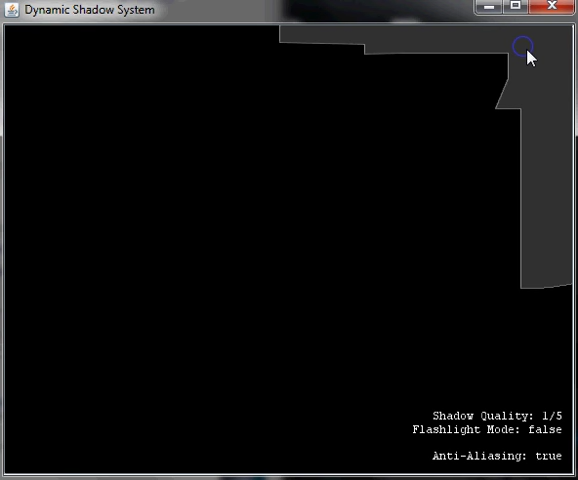 Dynamic Shadow System
Shadow Quality: 1/5
Flashlight Mode: false
Anti-Aliasing: true